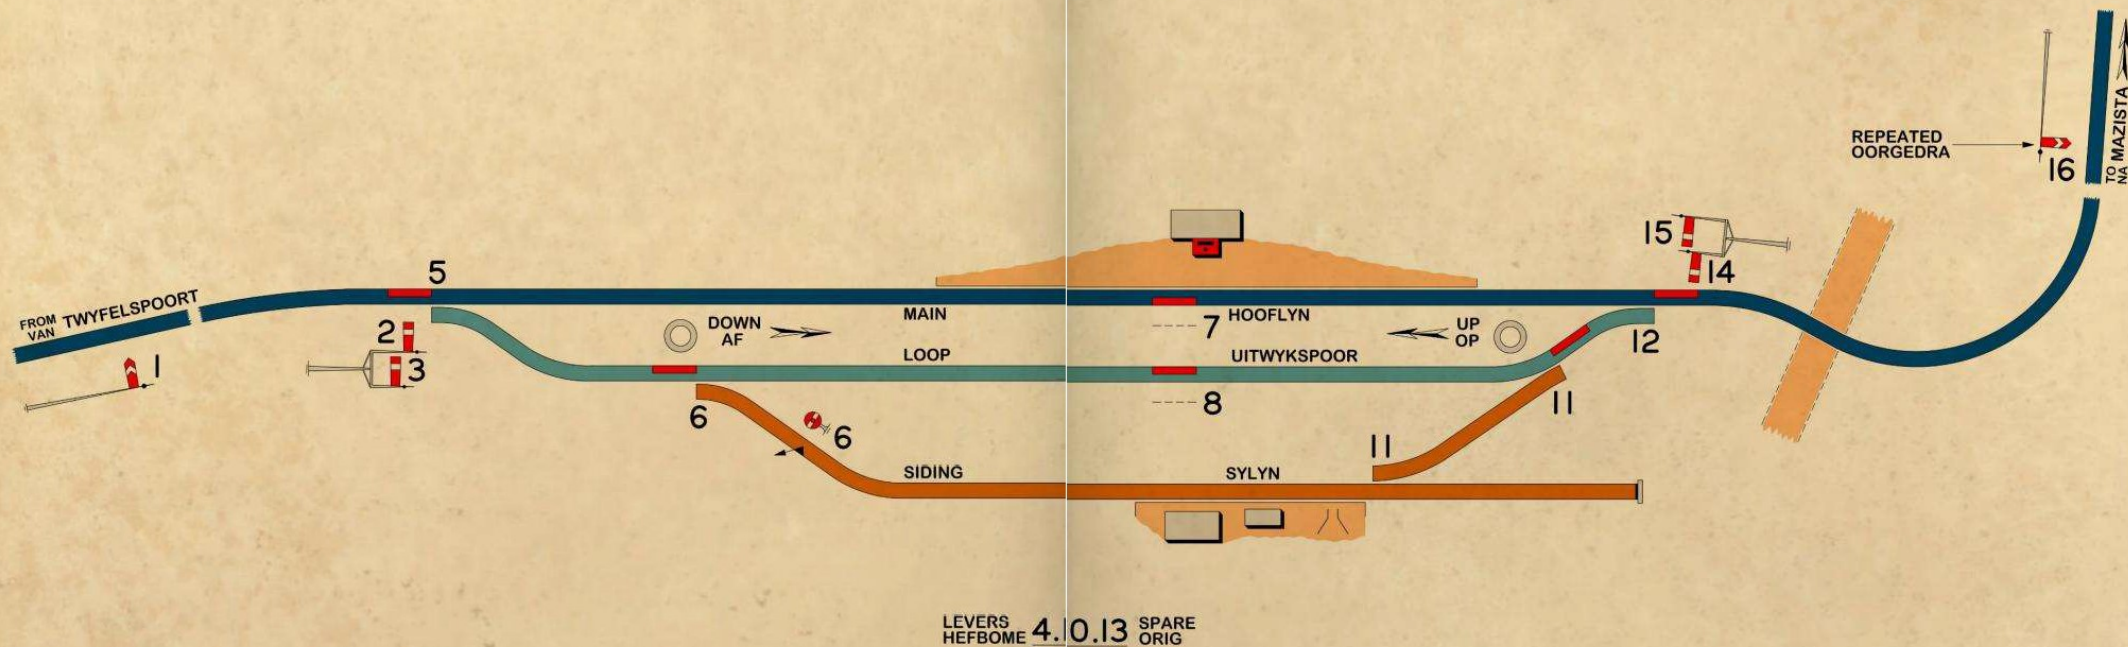 FROM
VAN TWYFELSPOORT
1
2
3
5
DOWN
AF
MAIN
LOOP
6
6
SIDING
7
8
HOOFLYN
UITWYKSPOOR
SYLYN
UP
OP
11
11
12
15
14
REPEATED
OORGEDRA
16
TO
NA MAZISTA
LEVERS
HEFBOME 4.10.13 SPARE
ORIG